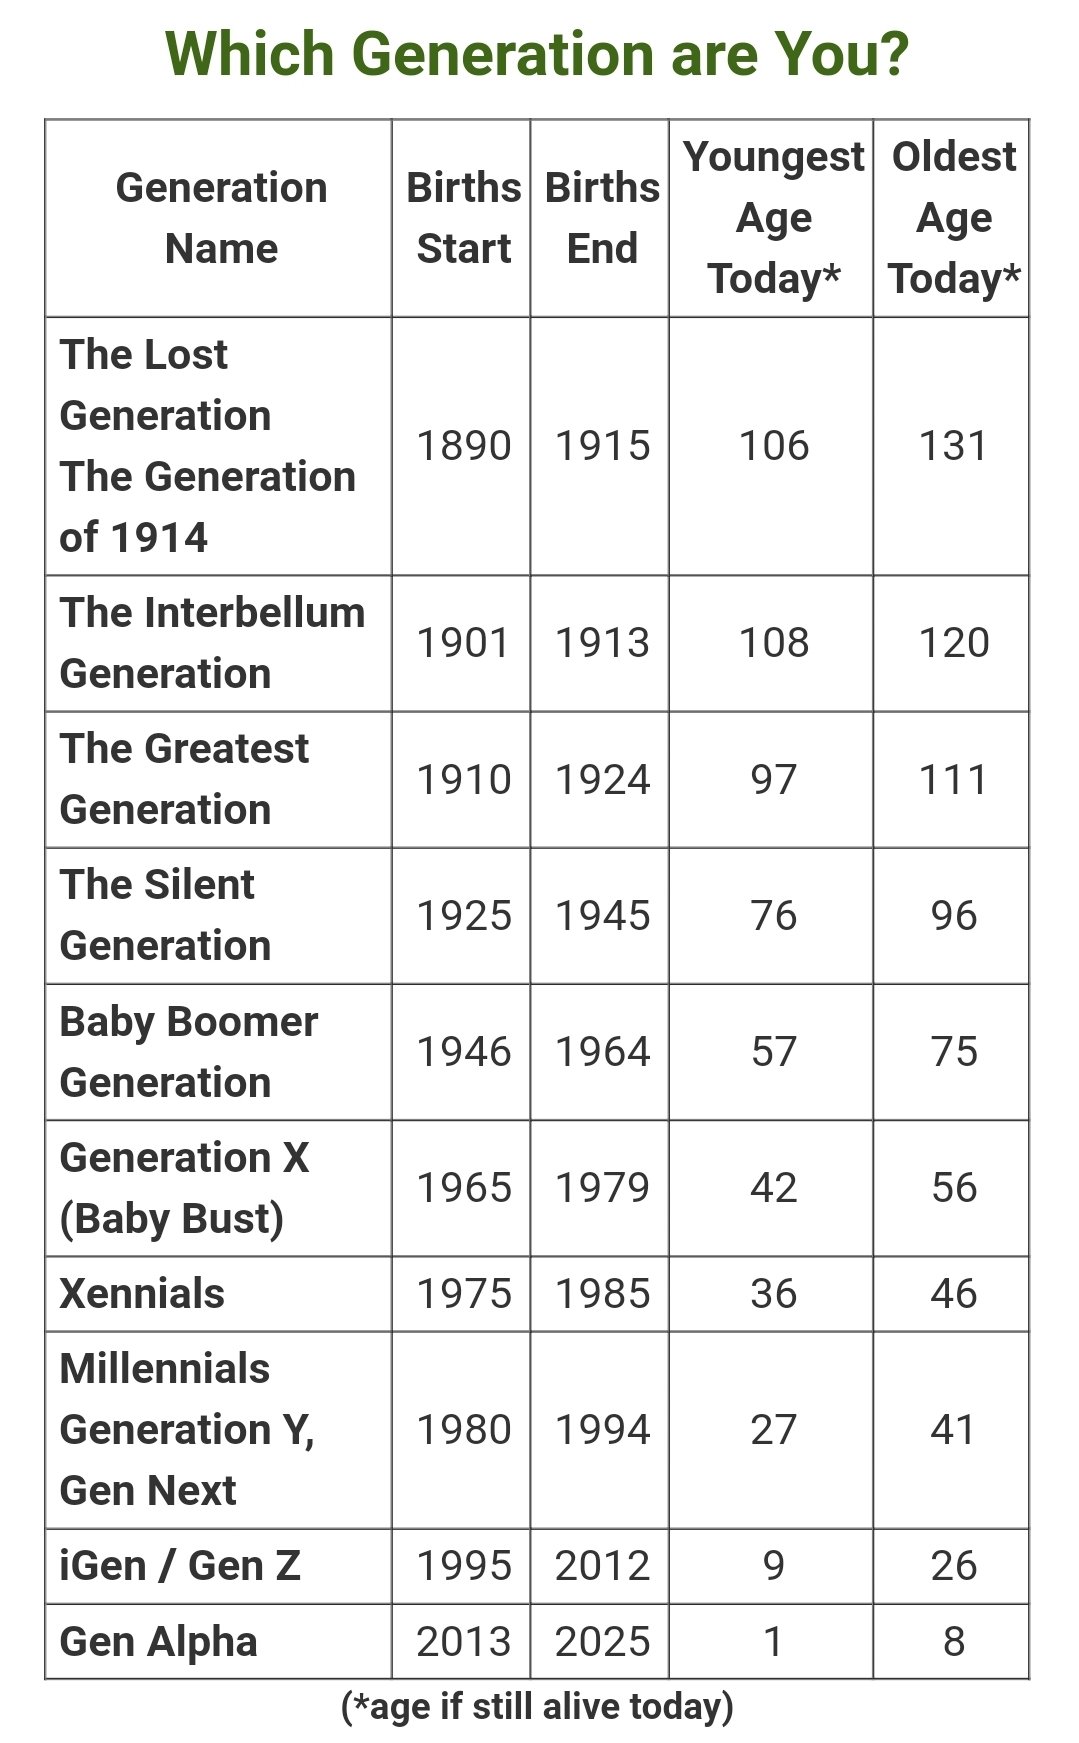 Which Generation are You?
Generation Name Births Start Births End Youngest Age Today* Oldest Age Today*
The Lost Generation The Generation of 1914 1890 1915 106 131
The Interbellum Generation 1901 1913 108 120
The Greatest Generation 1910 1924 97 111
The Silent Generation 1925 1945 76 96
Baby Boomer Generation 1946 1964 57 75
Generation X (Baby Bust) 1965 1979 42 56
Xennials 1975 1985 36 46
Millennials Generation Y, Gen Next 1980 1994 27 41
iGen / Gen Z 1995 2012 9 26
Gen Alpha 2013 2025 1 8
(*age if still alive today)